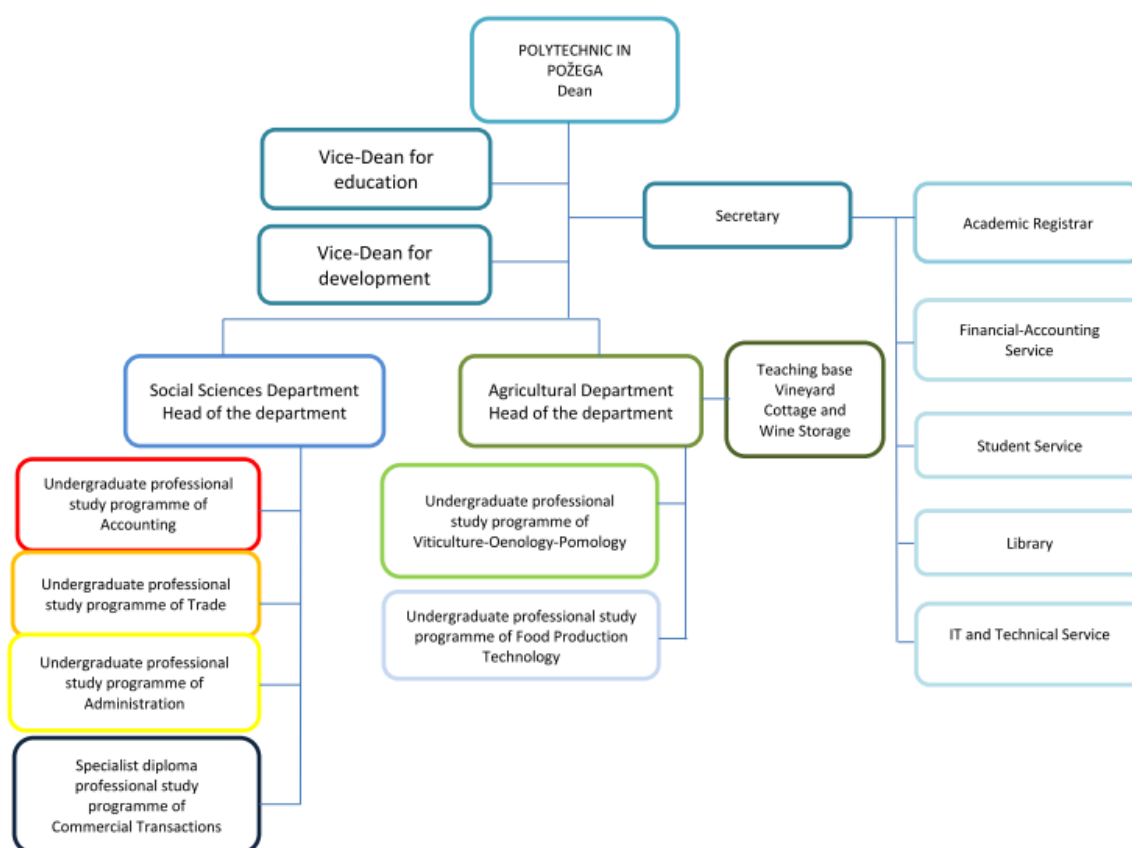 POLYTECHNIC IN
POŽEGA
Dean
Vice-Dean for
education
Secretary
Academic Registrar
Vice-Dean for
development
Financial-Accounting
Service
Social Sciences Department
Head of the department
Agricultural Department
Head of the department
Teaching base
Vineyard
Cottage and
Wine Storage
Student Service
Undergraduate professional
study programme of
Accounting
Undergraduate professional
study programme of
Viticulture-Oenology-Pomology
Library
Undergraduate professional
study programme of Trade
Undergraduate professional study
programme of Food Production
Technology
IT and Technical Service
Undergraduate professional
study programme of
Administration
Specialist diploma
professional study
programme of
Commercial Transactions